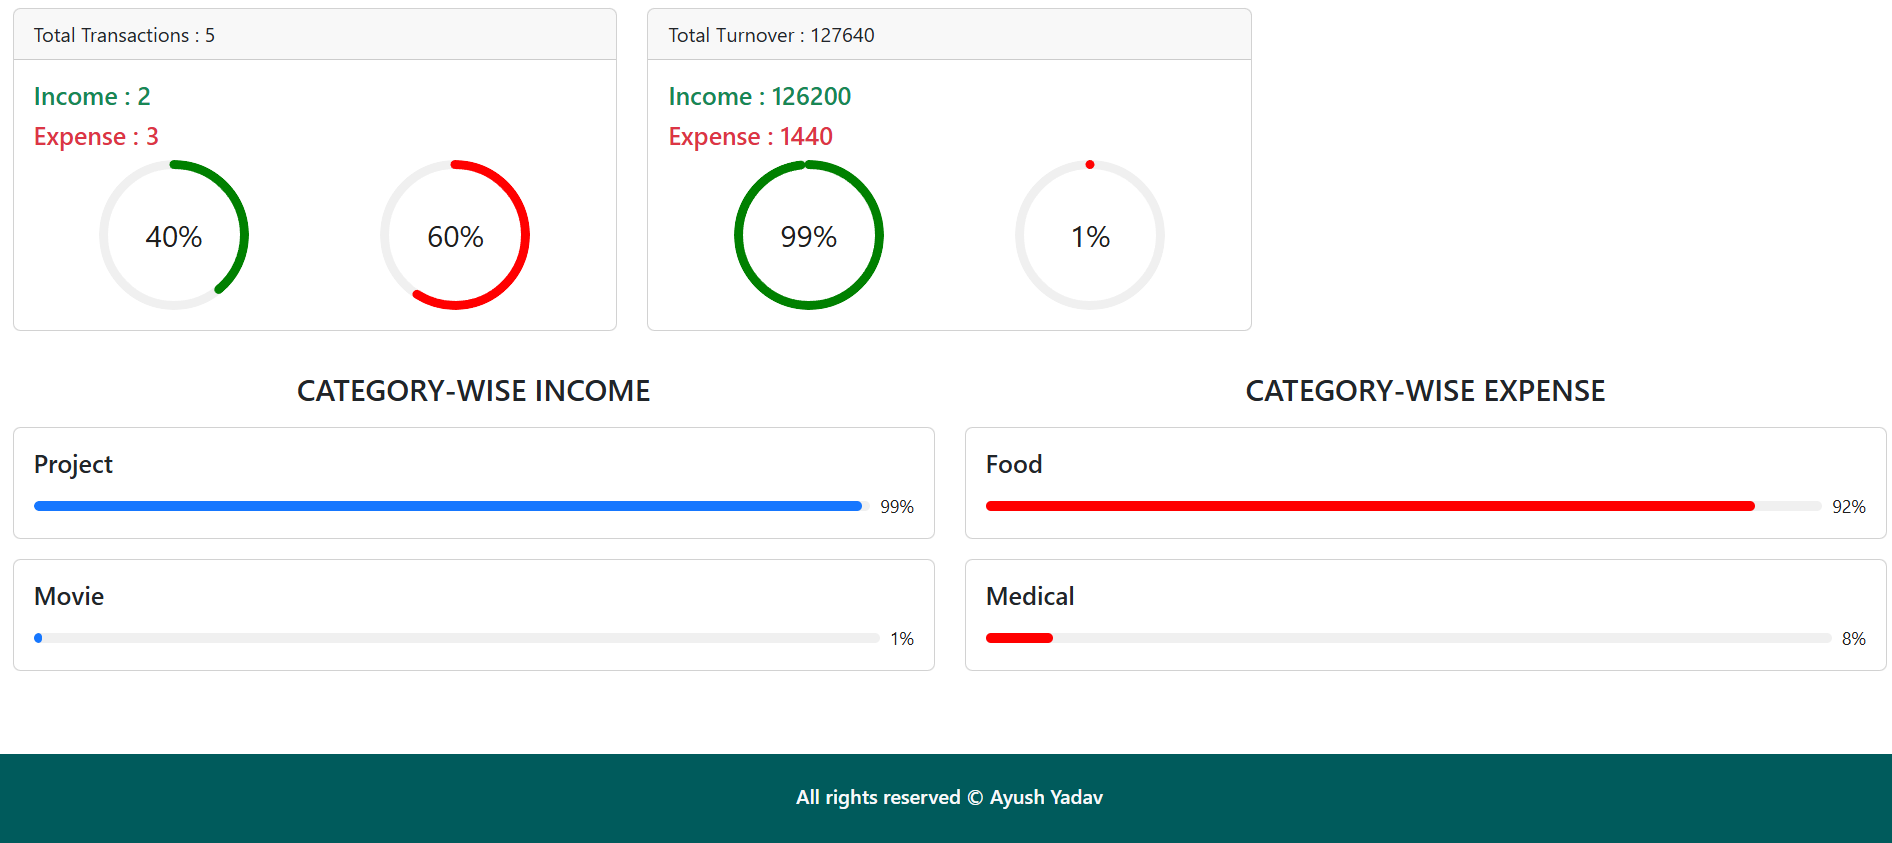 Total Transactions : 5
Income : 2
Expense : 3
40%
60%
Total Turnover : 127640
Income : 126200
Expense : 1440
99%
1%
CATEGORY-WISE INCOME
Project
99%
Movie
1%
CATEGORY-WISE EXPENSE
Food
92%
Medical
8%
All rights reserved © Ayush Yadav